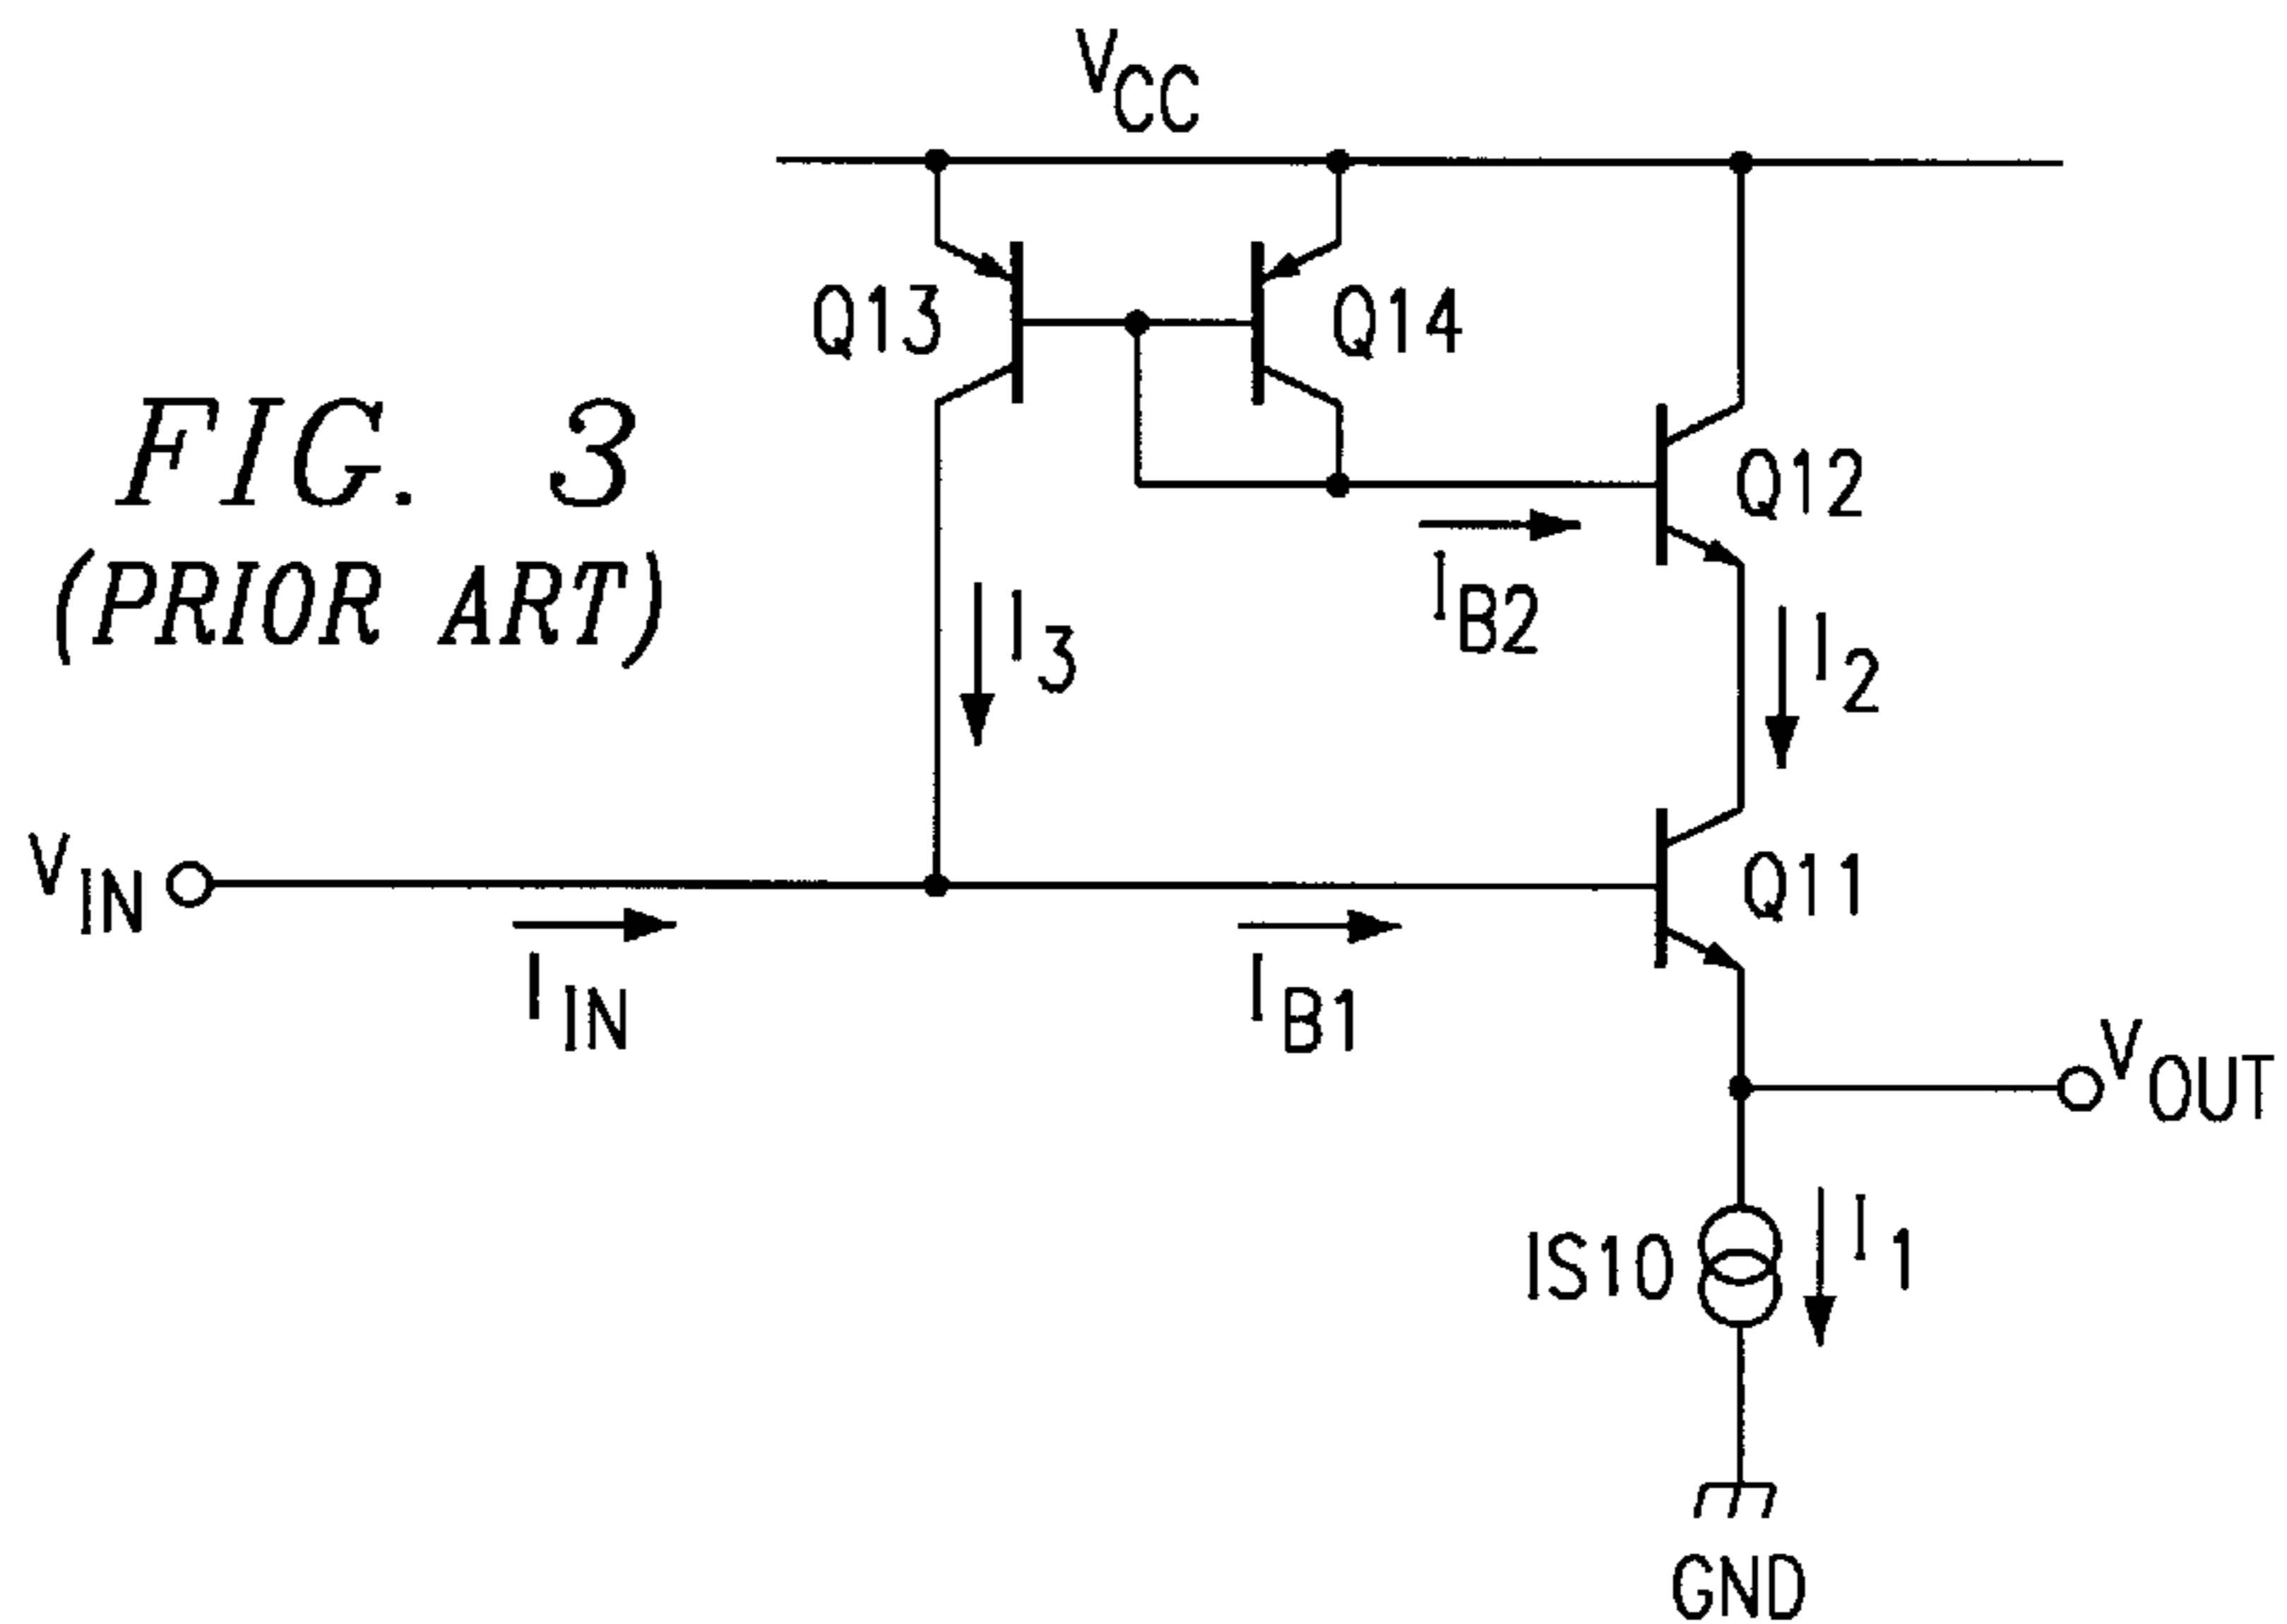 VCC
Q13
Q14
Q12
FIG. 3
(PRIOR ART)
IB2
I3
I2
VIN
Q11
IIN
IB1
VOUT
IS10
I1
GND